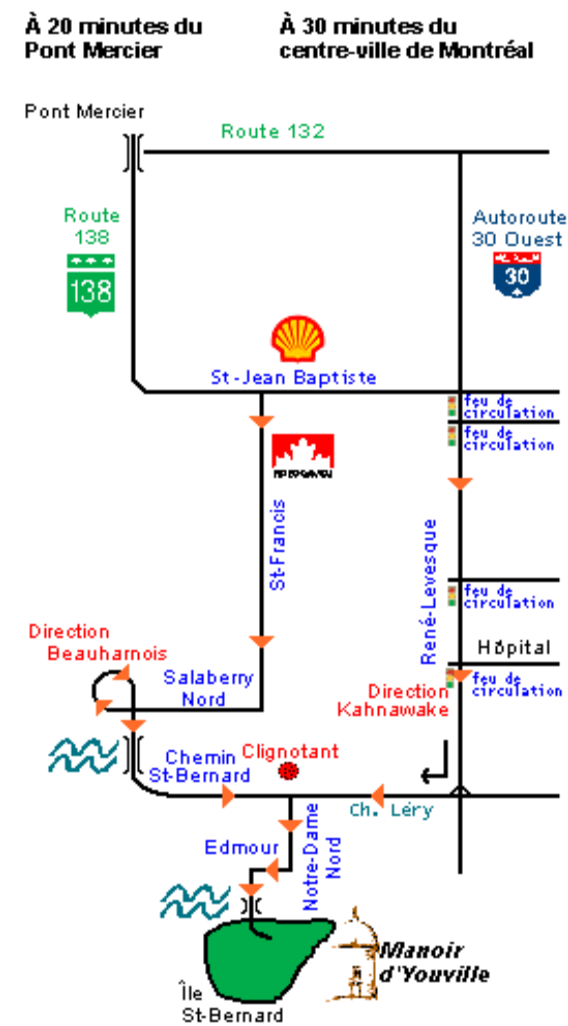 À 20 minutes du
Pont Mercier
À 30 minutes du
centre-ville de Montréal
Pont Mercier
Route 132
Route
138
138
Autoroute
30 Ouest
30
St-Jean Baptiste
feu de
circulation
feu de
circulation
St-Francis
René-Levesque
feu de
circulation
Hôpital
feu de
circulation
Direction
Beauharnois
Salaberry
Nord
Direction
Kahnawake
Chemin
St-Bernard
Clignotant
Ch. Léry
Edmour
Notre-Dame
Nord
Manoir
d'Youville
Île
St-Bernard